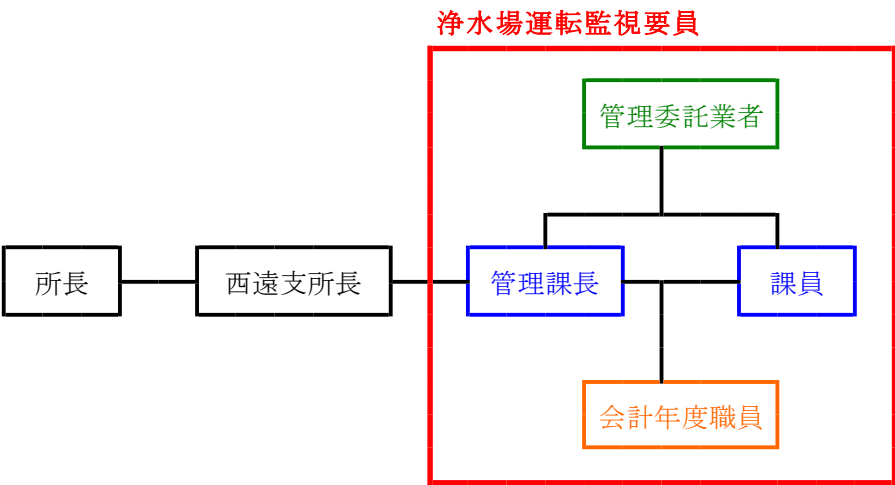 浄水場運転監視要員
管理委託業者
所長
西遠支所長
管理課長
課員
会計年度職員